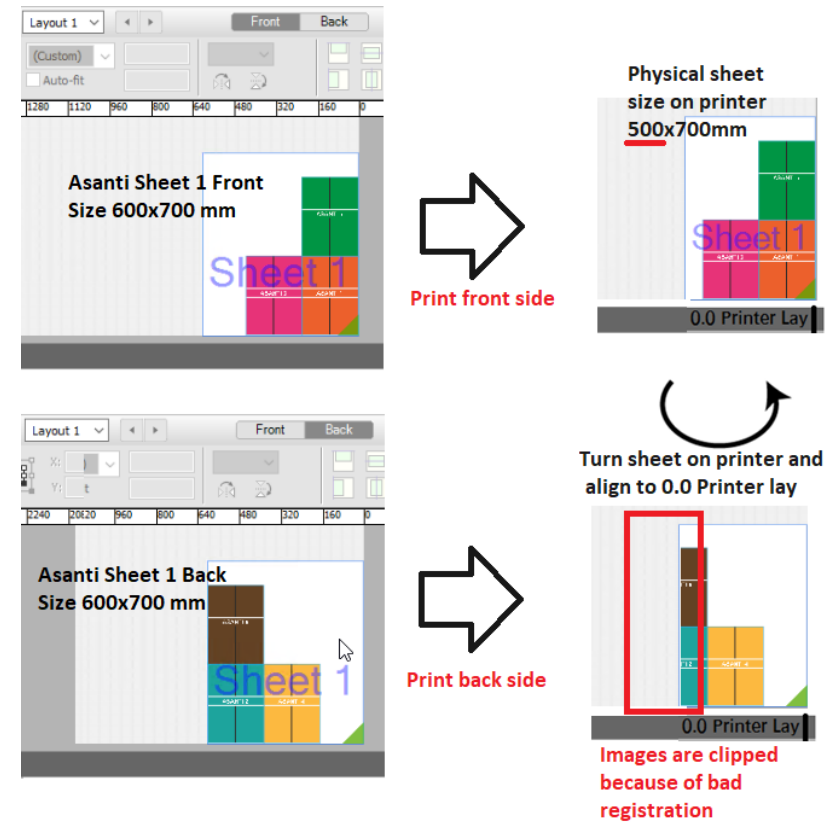 Layout 1
Front
Back
(Custom)
Auto-fit
1280 1120 960 800 640 480 320 160 0
Asanti Sheet 1 Front
Size 600x700 mm
Sheet 1
Print front side
Physical sheet
size on printer
500x700mm
Sheet 1
0.0 Printer Lay
Turn sheet on printer and
align to 0.0 Printer lay
Layout 1
Front
Back
X:
Y:
t
2240 960 800 640 480 320 160 0
Asanti Sheet 1 Back
Size 600x700 mm
Sheet 1
Print back side
0.0 Printer Lay
Images are clipped
because of bad
registration